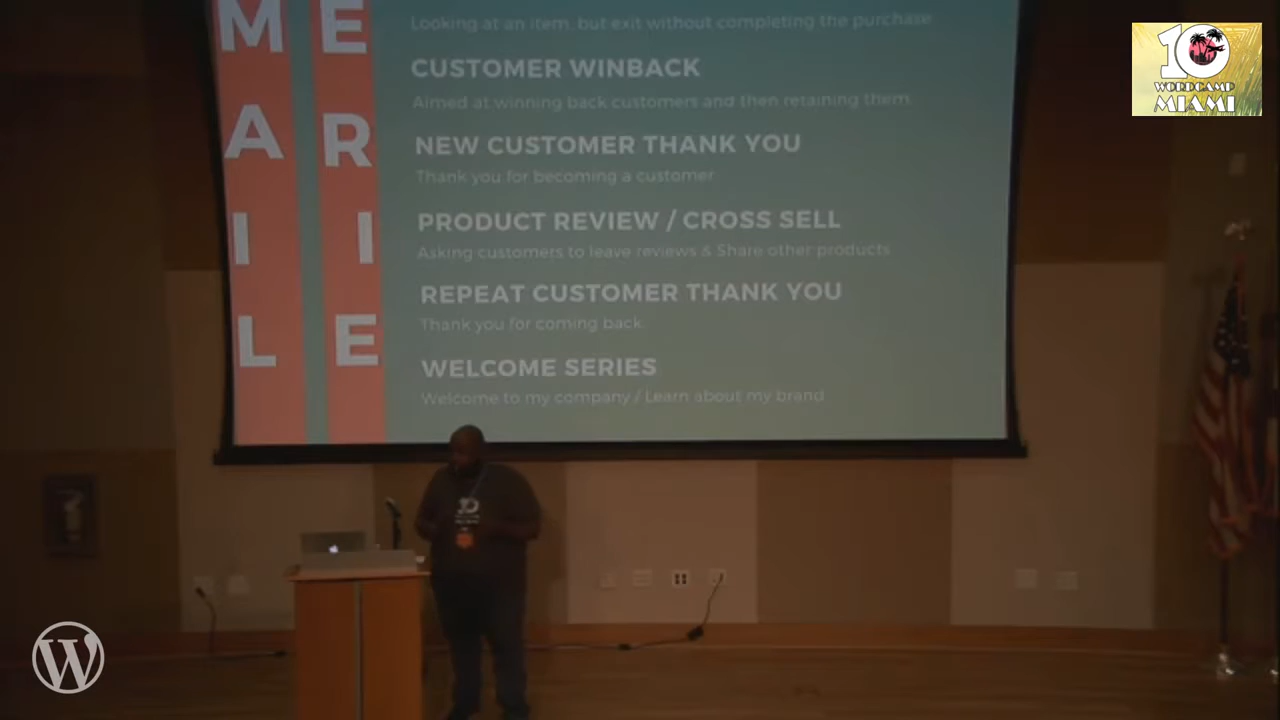 MAIL
ERIE
Looking at an item, but exit without completing the purchase
CUSTOMER WINBACK
Aimed at winning back customers and then retaining them.
NEW CUSTOMER THANK YOU
Thank you for becoming a customer
PRODUCT REVIEW / CROSS SELL
Asking customers to leave reviews & Share other products
REPEAT CUSTOMER THANK YOU
Thank you for coming back.
WELCOME SERIES
Welcome to my company / Learn about my brand
10
WORDCAMP
MIAMI
10
W